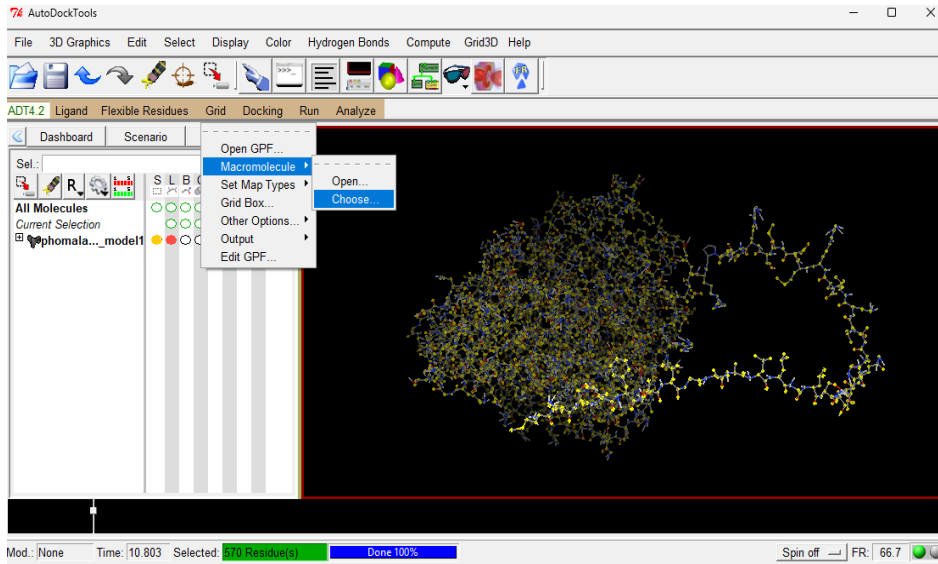 AutoDockTools
File 3D Graphics Edit Select Display Color Hydrogen Bonds Compute Grid3D Help
ADT4.2 Ligand Flexible Residues Grid Docking Run Analyze
Dashboard Scenario
Open GPF...
Macromolecule
Set Map Types
Grid Box...
Other Options...
Output
Edit GPF...
Open...
Choose...
Sel.:
R
S L B
All Molecules
Current Selection
phomala..._model1
Mod.: None Time: 10.803 Selected: 570 Residue(s) Done 100% Spin off FR: 66.7